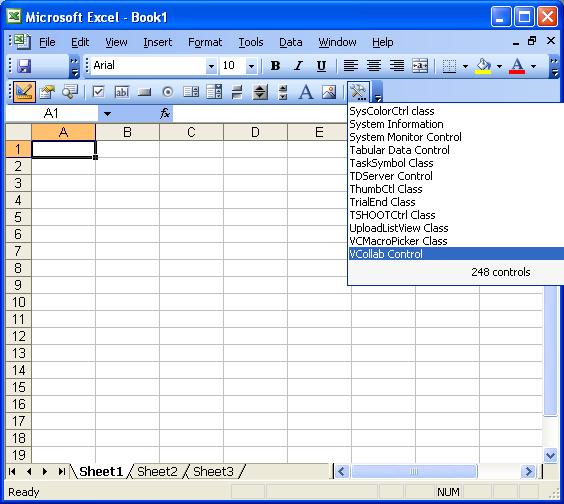 Microsoft Excel - Book1
File Edit View Insert Format Tools Data Window Help
Arial 10 B I U
ab A
A1 fx
SysColorCtrl class
System Information
System Monitor Control
Tabular Data Control
TaskSymbol Class
TDServer Control
ThumbCtl Class
TrialEnd Class
TSHOOTCtrl Class
UploadListView Class
VCMacroPicker Class
VCollab Control
248 controls
A B C D E
1
2
3
4
5
6
7
8
9
10
11
12
13
14
15
16
17
18
19
Sheet1 Sheet2 Sheet3
Ready NUM